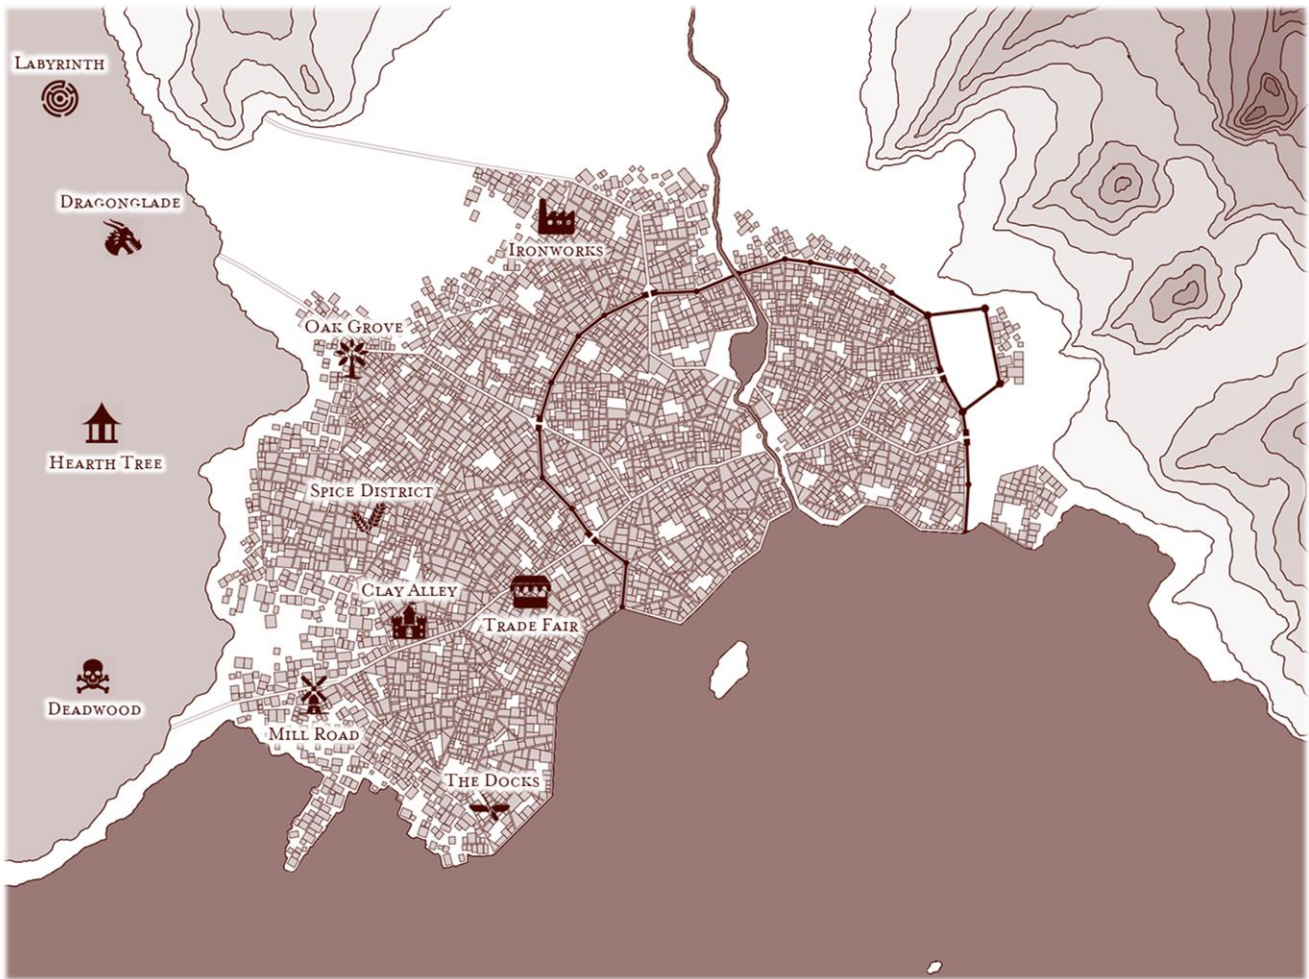 Labyrinth
Dragonglade
Ironworks
Oak Grove
Hearth Tree
Spice District
Clay Alley
Trade Fair
Deadwood
Mill Road
The Docks